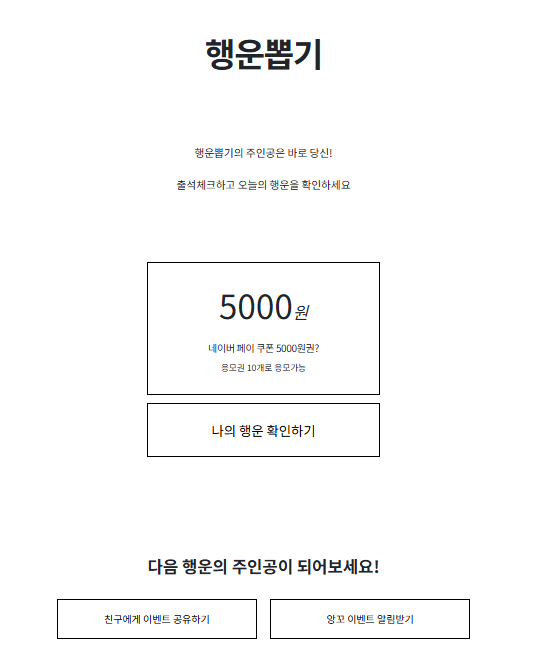 행운뽑기
행운뽑기의 주인공은 바로 당신!
출석체크하고 오늘의 행운을 확인하세요
5000원
네이버 페이 쿠폰 5000원권?
응모권 10개로 응모가능
나의 행운 확인하기
다음 행운의 주인공이 되어보세요!
친구에게 이벤트 공유하기
앙꼬 이벤트 알림받기